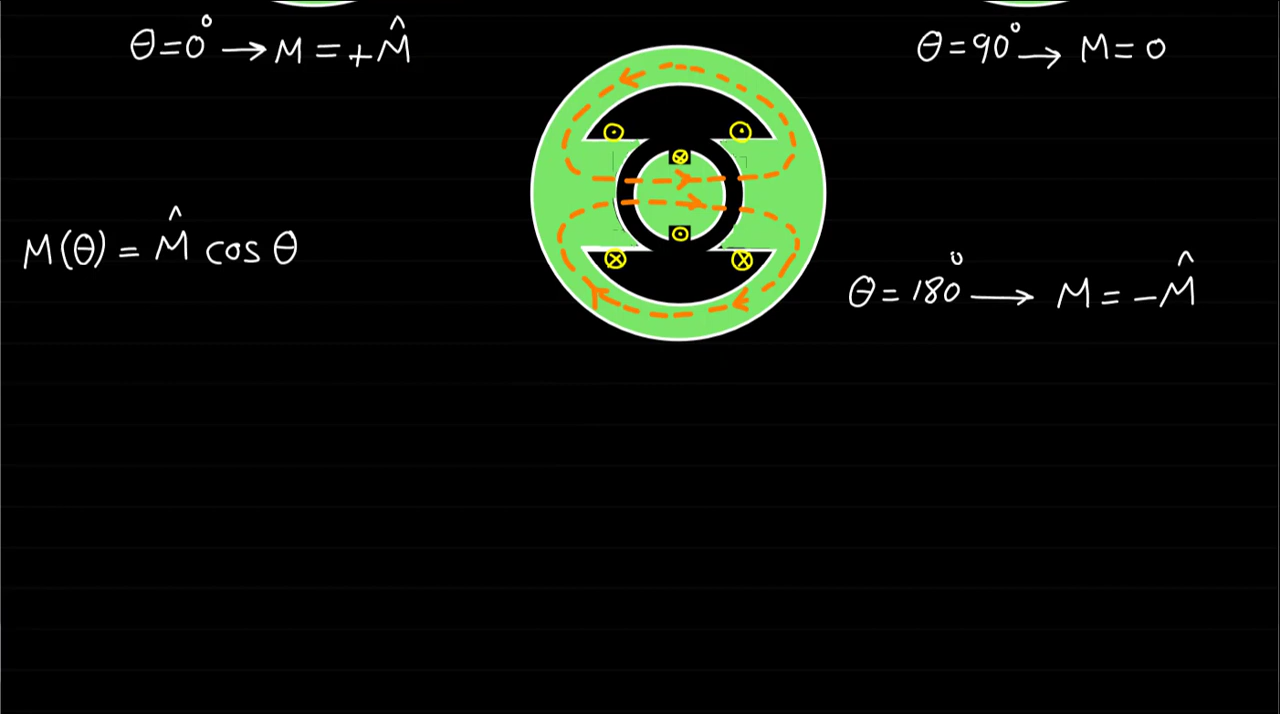 θ=0° → M = +M̂
θ=90° → M = 0
M(θ) = M̂ cos θ
θ = 180° → M = −M̂